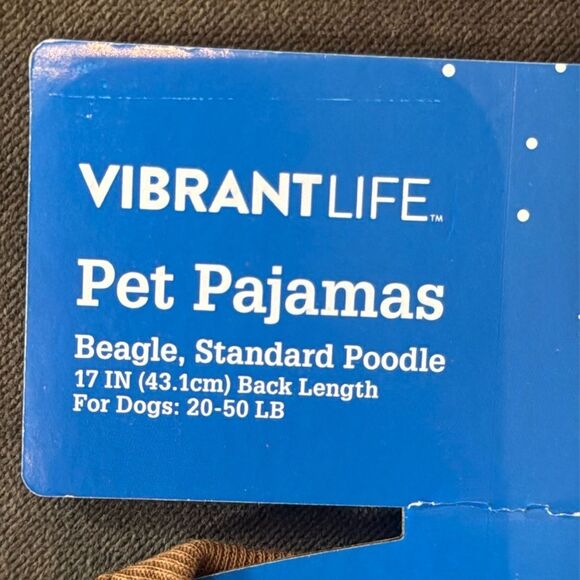 VIBRANTLIFE™
Pet Pajamas
Beagle, Standard Poodle
17 IN (43.1cm) Back Length
For Dogs: 20-50 LB